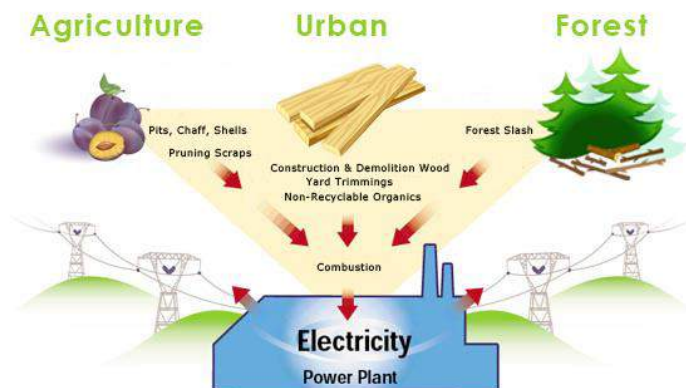 Agriculture
Urban
Forest
Pits, Chaff, Shells
Pruning Scraps
Construction & Demolition Wood
Yard Trimmings
Non-Recyclable Organics
Forest Slash
Combustion
Electricity
Power Plant